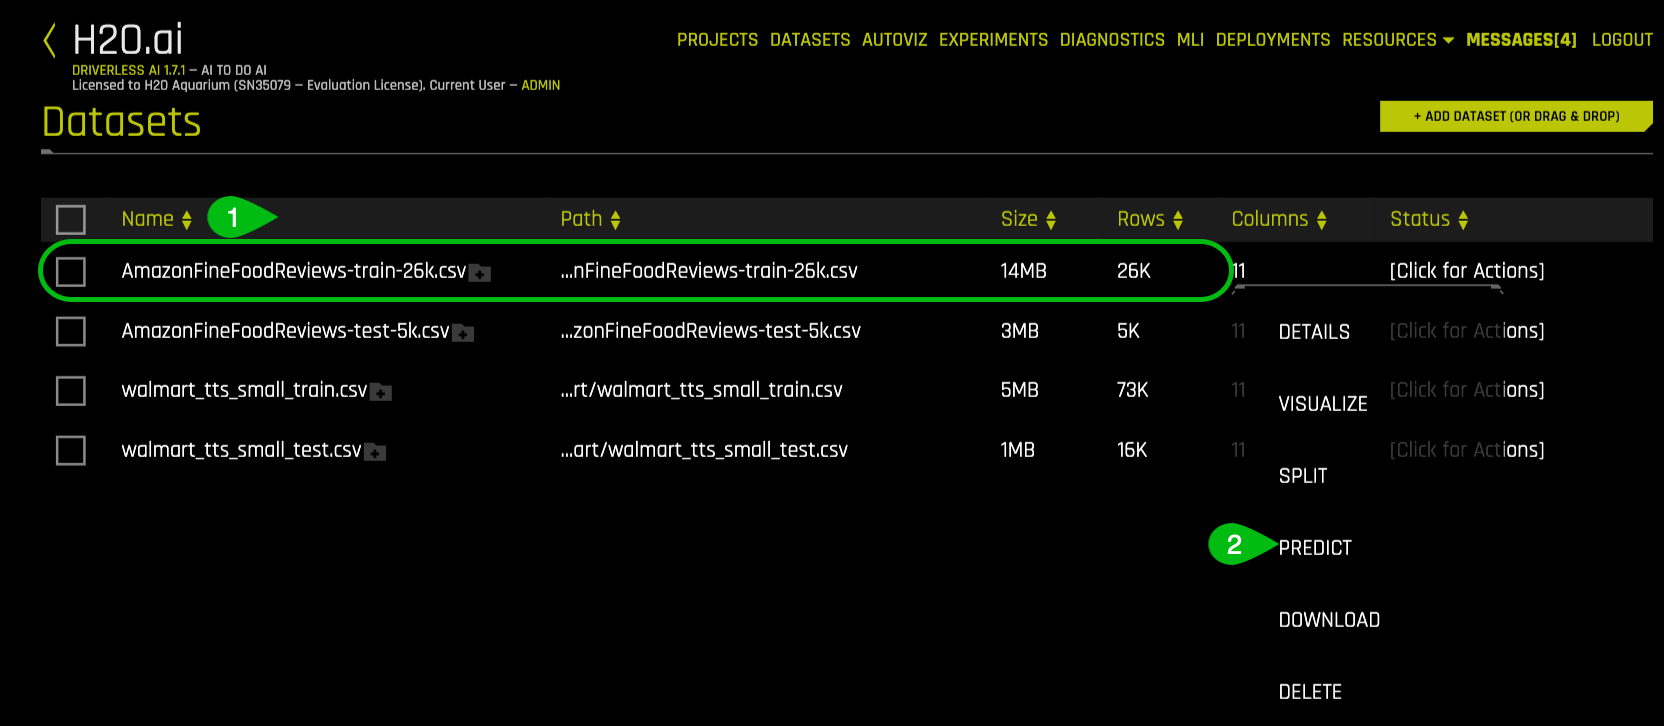 H2O.ai
PROJECTS DATASETS AUTOVIZ EXPERIMENTS DIAGNOSTICS MLI DEPLOYMENTS RESOURCES MESSAGES[4] LOGOUT
DRIVERLESS AI 1.7.1 – AI TO DO AI
Licensed to H2O Aquarium (SN35079 – Evaluation License). Current User – ADMIN
Datasets
+ ADD DATASET (OR DRAG & DROP)
Name 1 Path Size Rows Columns Status
AmazonFineFoodReviews-train-26k.csv ...nFineFoodReviews-train-26k.csv 14MB 26K 11 [Click for Actions]
AmazonFineFoodReviews-test-5k.csv ...zonFineFoodReviews-test-5k.csv 3MB 5K 11 DETAILS [Click for Actions]
walmart_tts_small_train.csv ...rt/walmart_tts_small_train.csv 5MB 73K 11 [Click for Actions]
VISUALIZE
walmart_tts_small_test.csv ...art/walmart_tts_small_test.csv 1MB 16K 11 [Click for Actions]
SPLIT
2 PREDICT
DOWNLOAD
DELETE